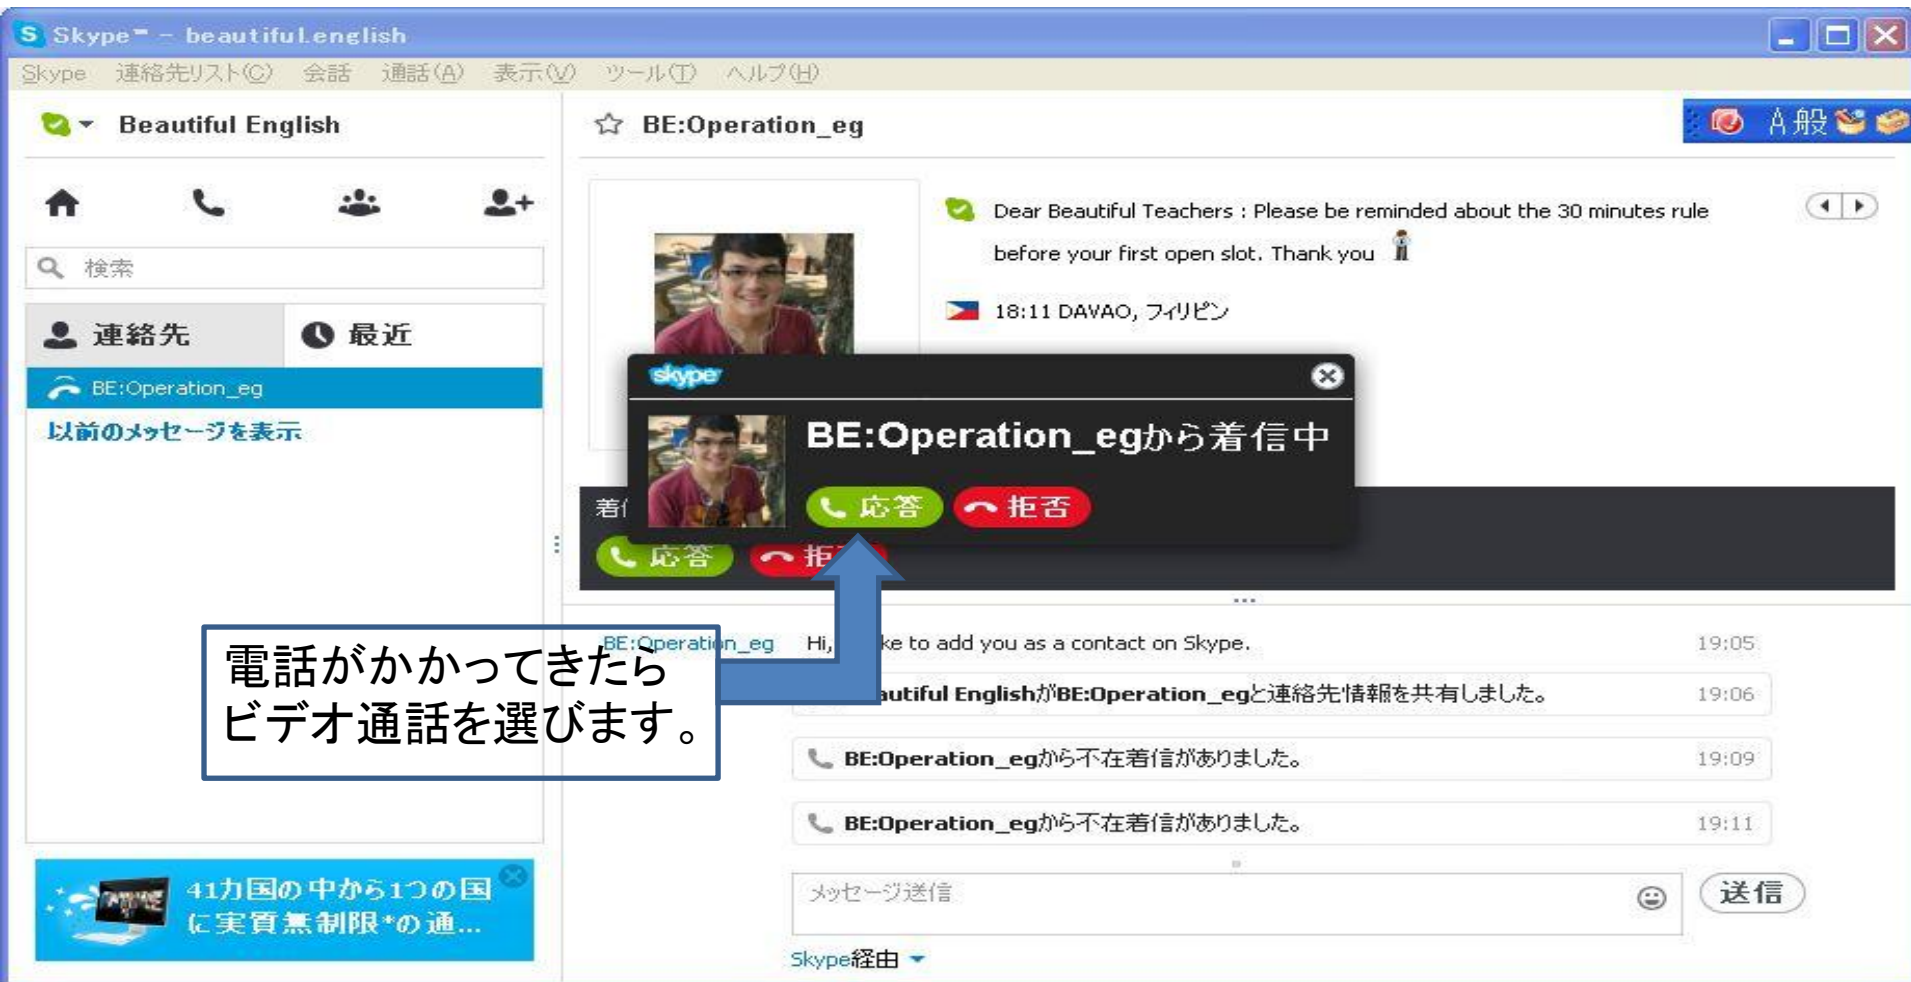 Skype™ - beautiful.english
Skype 連絡先リスト(C) 会話 通話(A) 表示(V) ツール(T) ヘルプ(H)
Beautiful English
検索
連絡先 最近
BE:Operation_eg
以前のメッセージを表示
41カ国の中から1つの国
に実質無制限*の通...
BE:Operation_eg
A 般
Dear Beautiful Teachers : Please be reminded about the 30 minutes rule
before your first open slot. Thank you
18:11 DAVAO, フィリピン
skype
BE:Operation_egから着信中
応答 拒否
着
応答 拒
電話がかかってきたら
ビデオ通話を選びます。
BE:Operation_eg Hi, ke to add you as a contact on Skype. 19:05
autiful EnglishがBE:Operation_egと連絡先情報を共有しました。 19:06
BE:Operation_egから不在着信がありました。 19:09
BE:Operation_egから不在着信がありました。 19:11
メッセージ送信
送信
Skype経由